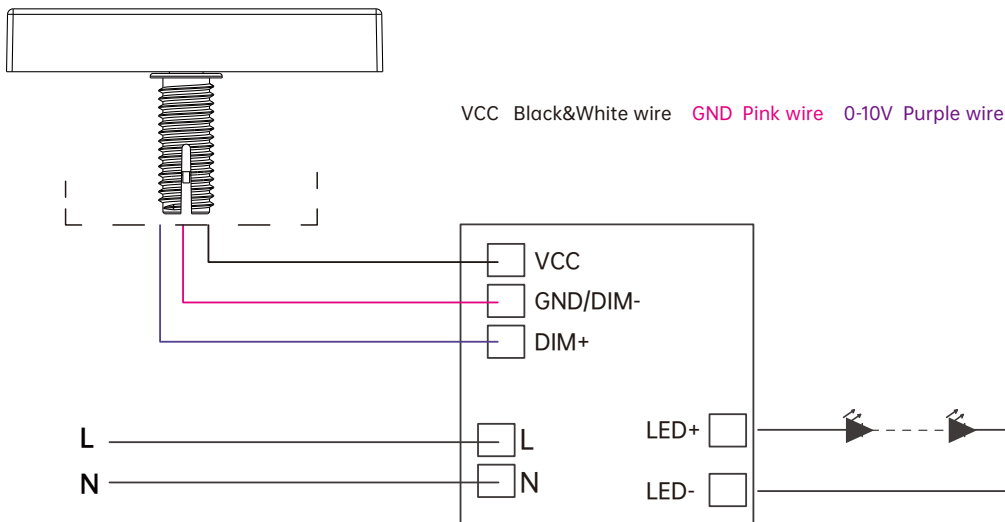 VCC Black&White wire GND Pink wire 0-10V Purple wire
VCC
GND/DIM-
DIM+
L
L
N
N
LED+
LED-